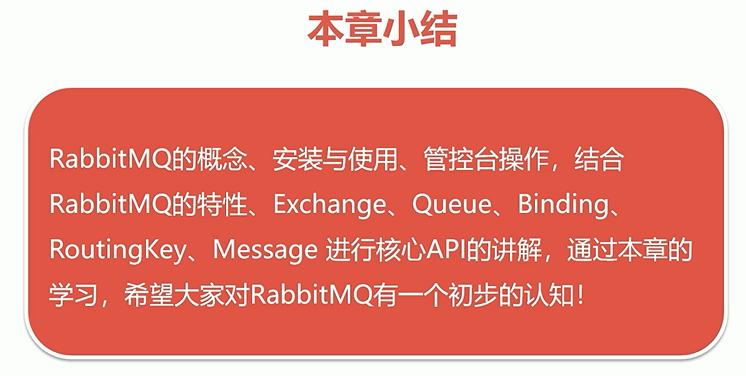 本章小结
RabbitMQ的概念、安装与使用、管控台操作，结合
RabbitMQ的特性、Exchange、Queue、Binding、
RoutingKey、Message 进行核心API的讲解，通过本章的
学习，希望大家对RabbitMQ有一个初步的认知！